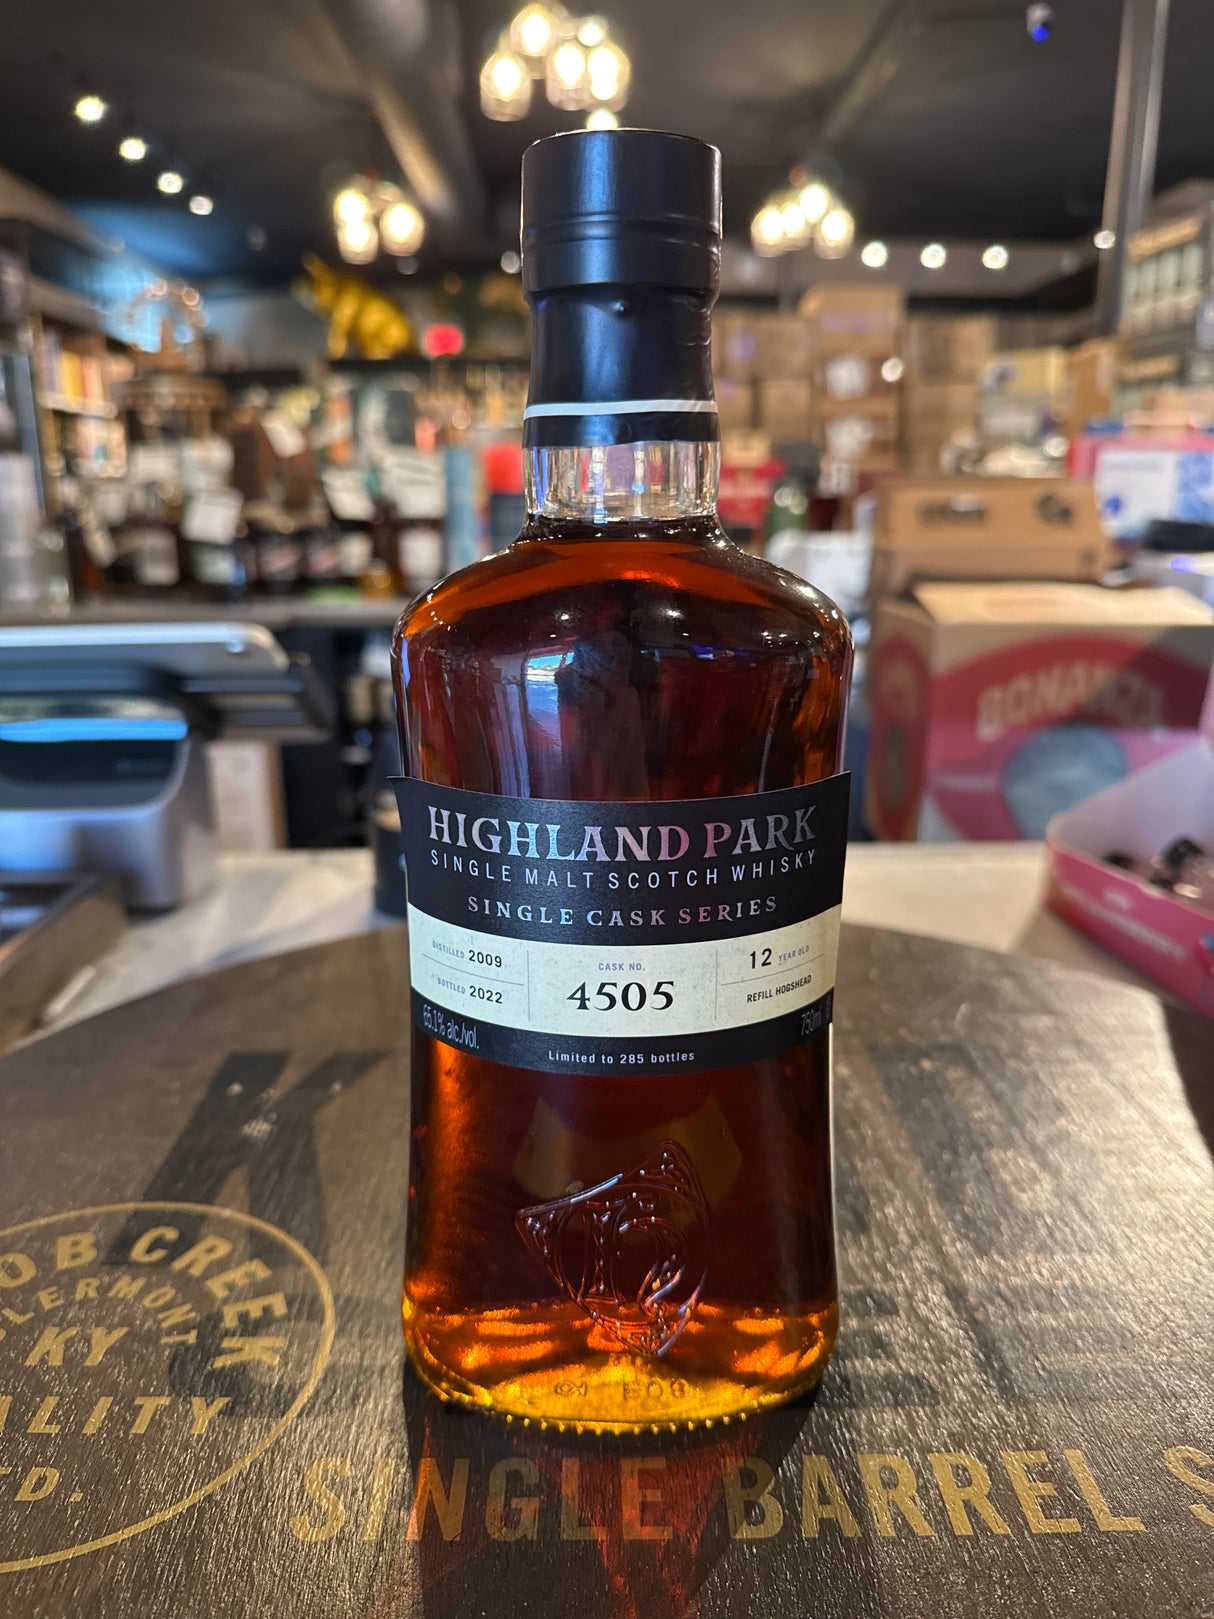 HIGHLAND PARK
SINGLE MALT SCOTCH WHISKY
SINGLE CASK SERIES
DISTILLED 2009
BOTTLED 2022
CASK NO.
4505
12 YEAR OLD
REFILL HOGSHEAD
65.1% alc./vol.
750ml
Limited to 285 bottles
BONANZA
OB CREEK
CLERMONT
KY
ALITY
TD.
SINGLE BARREL S